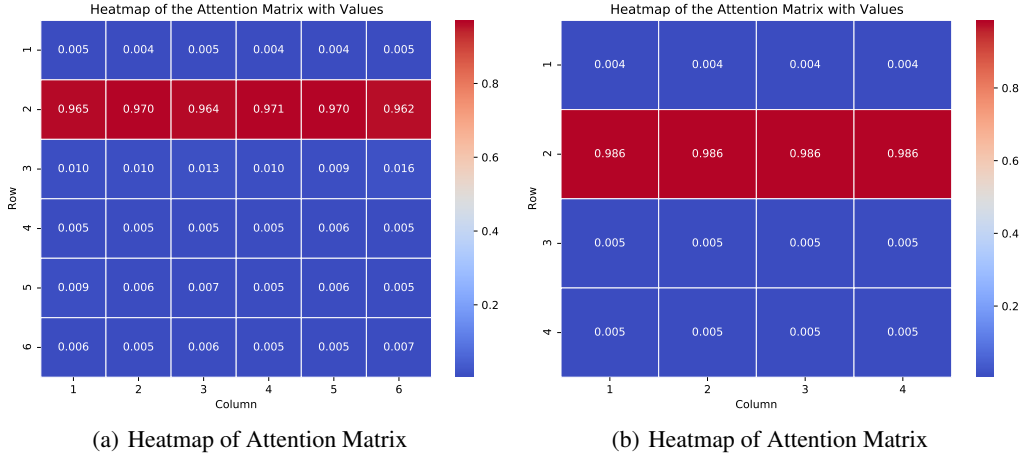 Heatmap of the Attention Matrix with Values
1 0.005 0.004 0.005 0.004 0.004 0.005
2 0.965 0.970 0.964 0.971 0.970 0.962
3 0.010 0.010 0.013 0.010 0.009 0.016
4 0.005 0.005 0.005 0.005 0.006 0.005
5 0.009 0.006 0.007 0.005 0.006 0.005
6 0.006 0.005 0.006 0.005 0.005 0.007
1 2 3 4 5 6
Row
Column
0.8
0.6
0.4
0.2
(a) Heatmap of Attention Matrix
Heatmap of the Attention Matrix with Values
1 0.004 0.004 0.004 0.004
2 0.986 0.986 0.986 0.986
3 0.005 0.005 0.005 0.005
4 0.005 0.005 0.005 0.005
1 2 3 4
Row
Column
0.8
0.6
0.4
0.2
(b) Heatmap of Attention Matrix